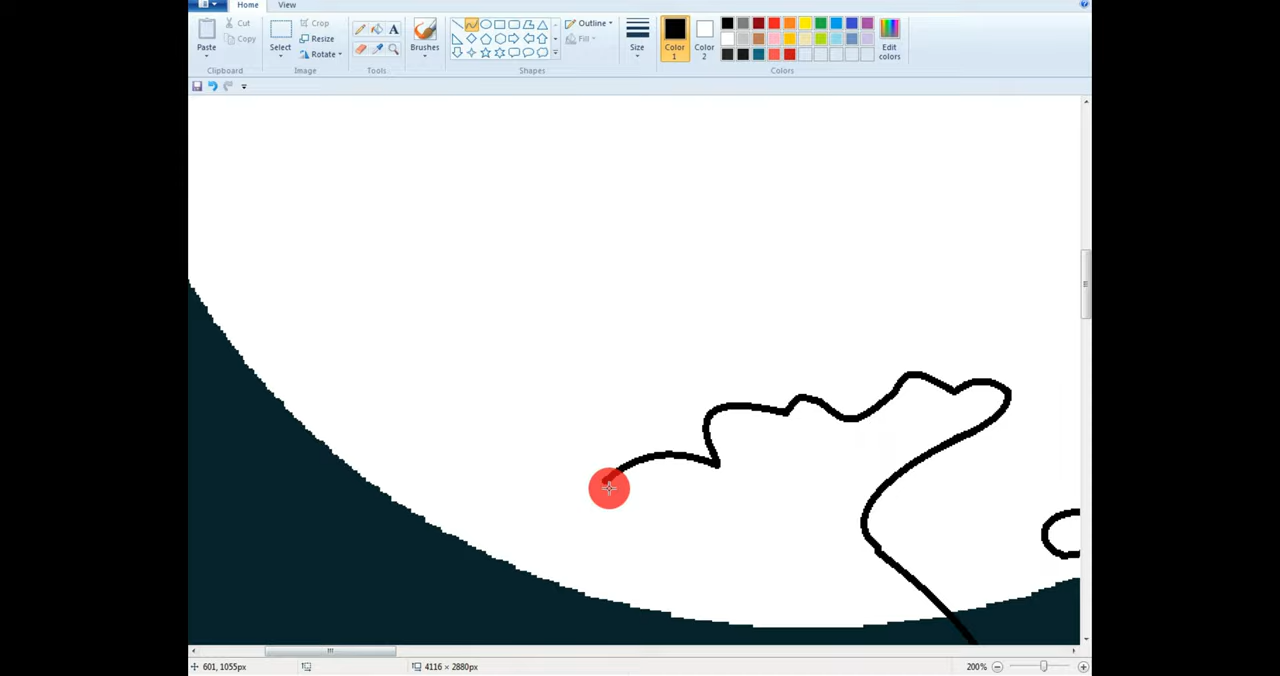 Home View
Cut
Copy
Paste
Clipboard
Select
Crop
Resize
Rotate
Image
A
Tools
Brushes
Shapes
Outline
Fill
Size
Color
1
Color
2
Edit
colors
Colors
601, 1055px
4116 × 2880px
200%